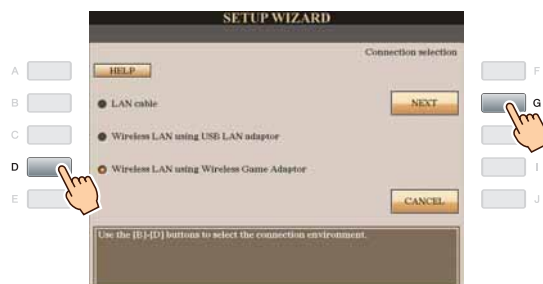 SETUP WIZARD
Connection selection
A
HELP
F
B
LAN cable
NEXT
G
C
Wireless LAN using USB LAN adaptor
D
Wireless LAN using Wireless Game Adaptor
I
E
CANCEL
J
Use the [B]-[D] buttons to select the connection environment.